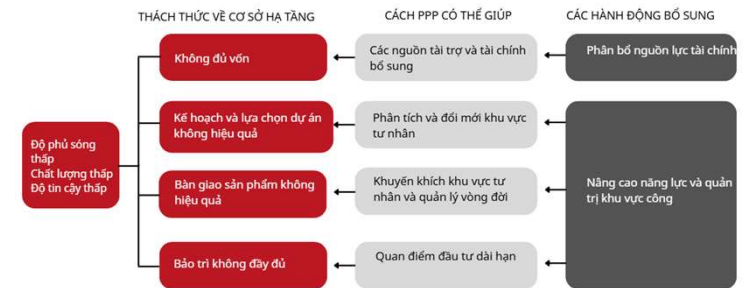 THÁCH THỨC VỀ CƠ SỞ HẠ TẦNG
CÁCH PPP CÓ THỂ GIÚP
CÁC HÀNH ĐỘNG BỔ SUNG
Không đủ vốn
Các nguồn tài trợ và tài chính
bổ sung
Phân bổ nguồn lực tài chính
Kế hoạch và lựa chọn dự án
không hiệu quả
Phân tích và đổi mới khu vực
tư nhân
Độ phủ sóng
thấp
Chất lượng thấp
Độ tin cậy thấp
Bàn giao sản phẩm không
hiệu quả
Khuyến khích khu vực tư
nhân và quản lý vòng đời
Nâng cao năng lực và quản
trị khu vực công
Bảo trì không đầy đủ
Quan điểm đầu tư dài hạn